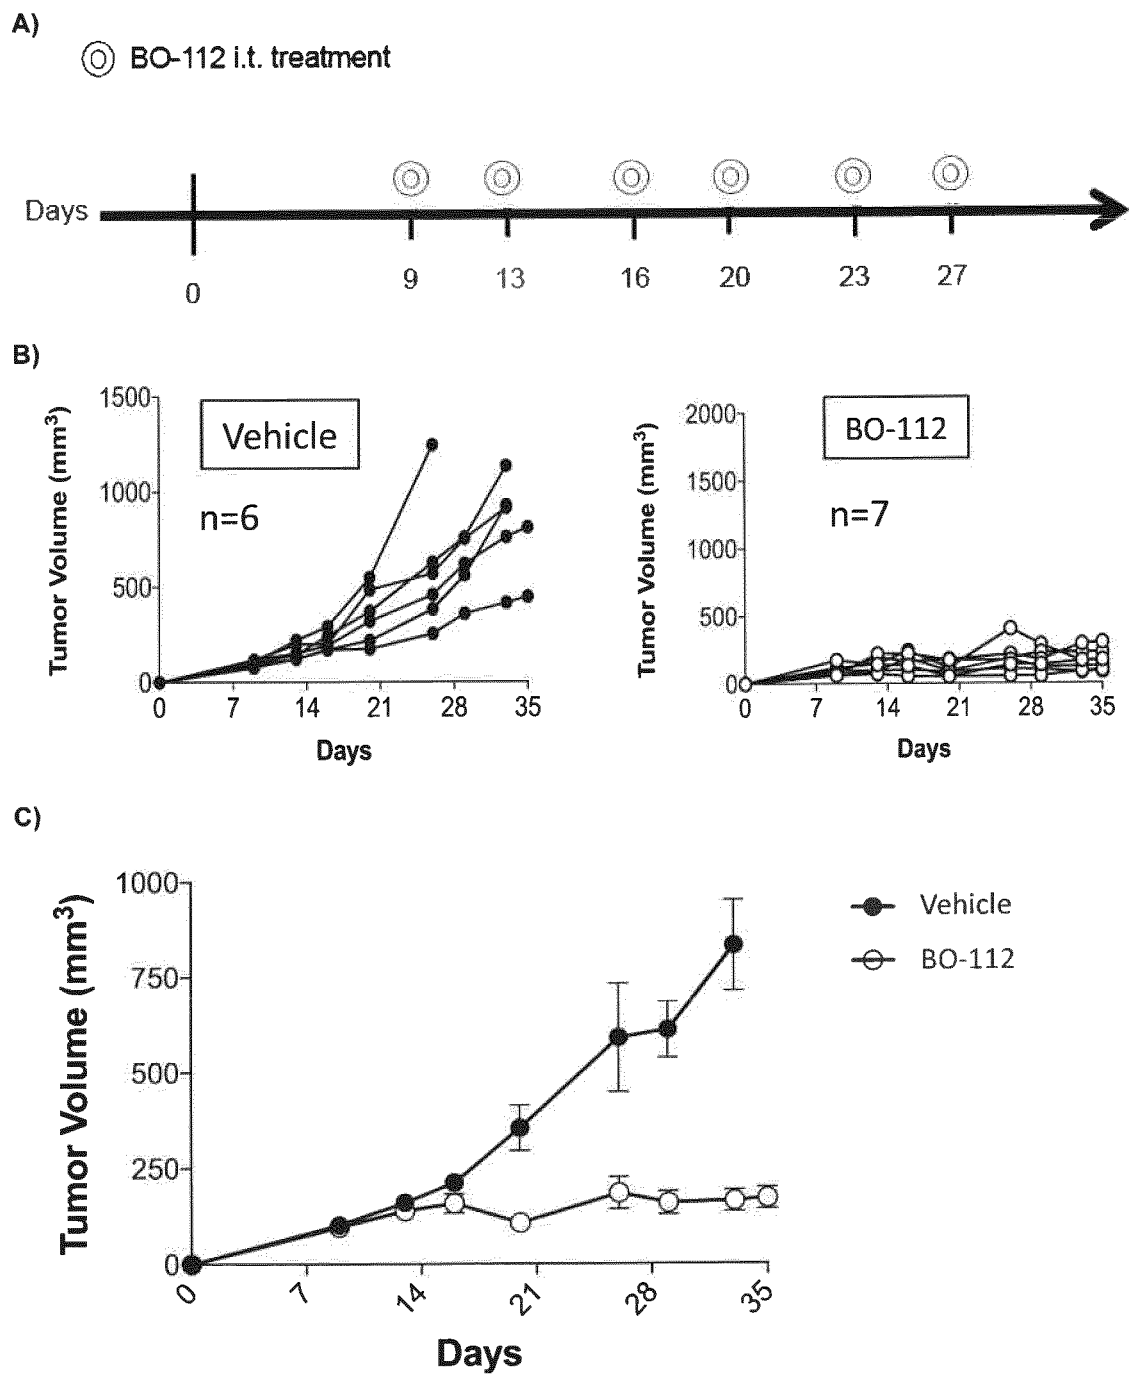 A)
BO-112 i.t. treatment
Days
0 9 13 16 20 23 27
B)
Tumor Volume (mm³)
1500
1000
500
0
Vehicle
n=6
0 7 14 21 28 35
Days
Tumor Volume (mm³)
2000
1500
1000
500
0
BO-112
n=7
0 7 14 21 28 35
Days
C)
Tumor Volume (mm³)
1000
750
500
250
0
Vehicle
BO-112
0 7 14 21 28 35
Days